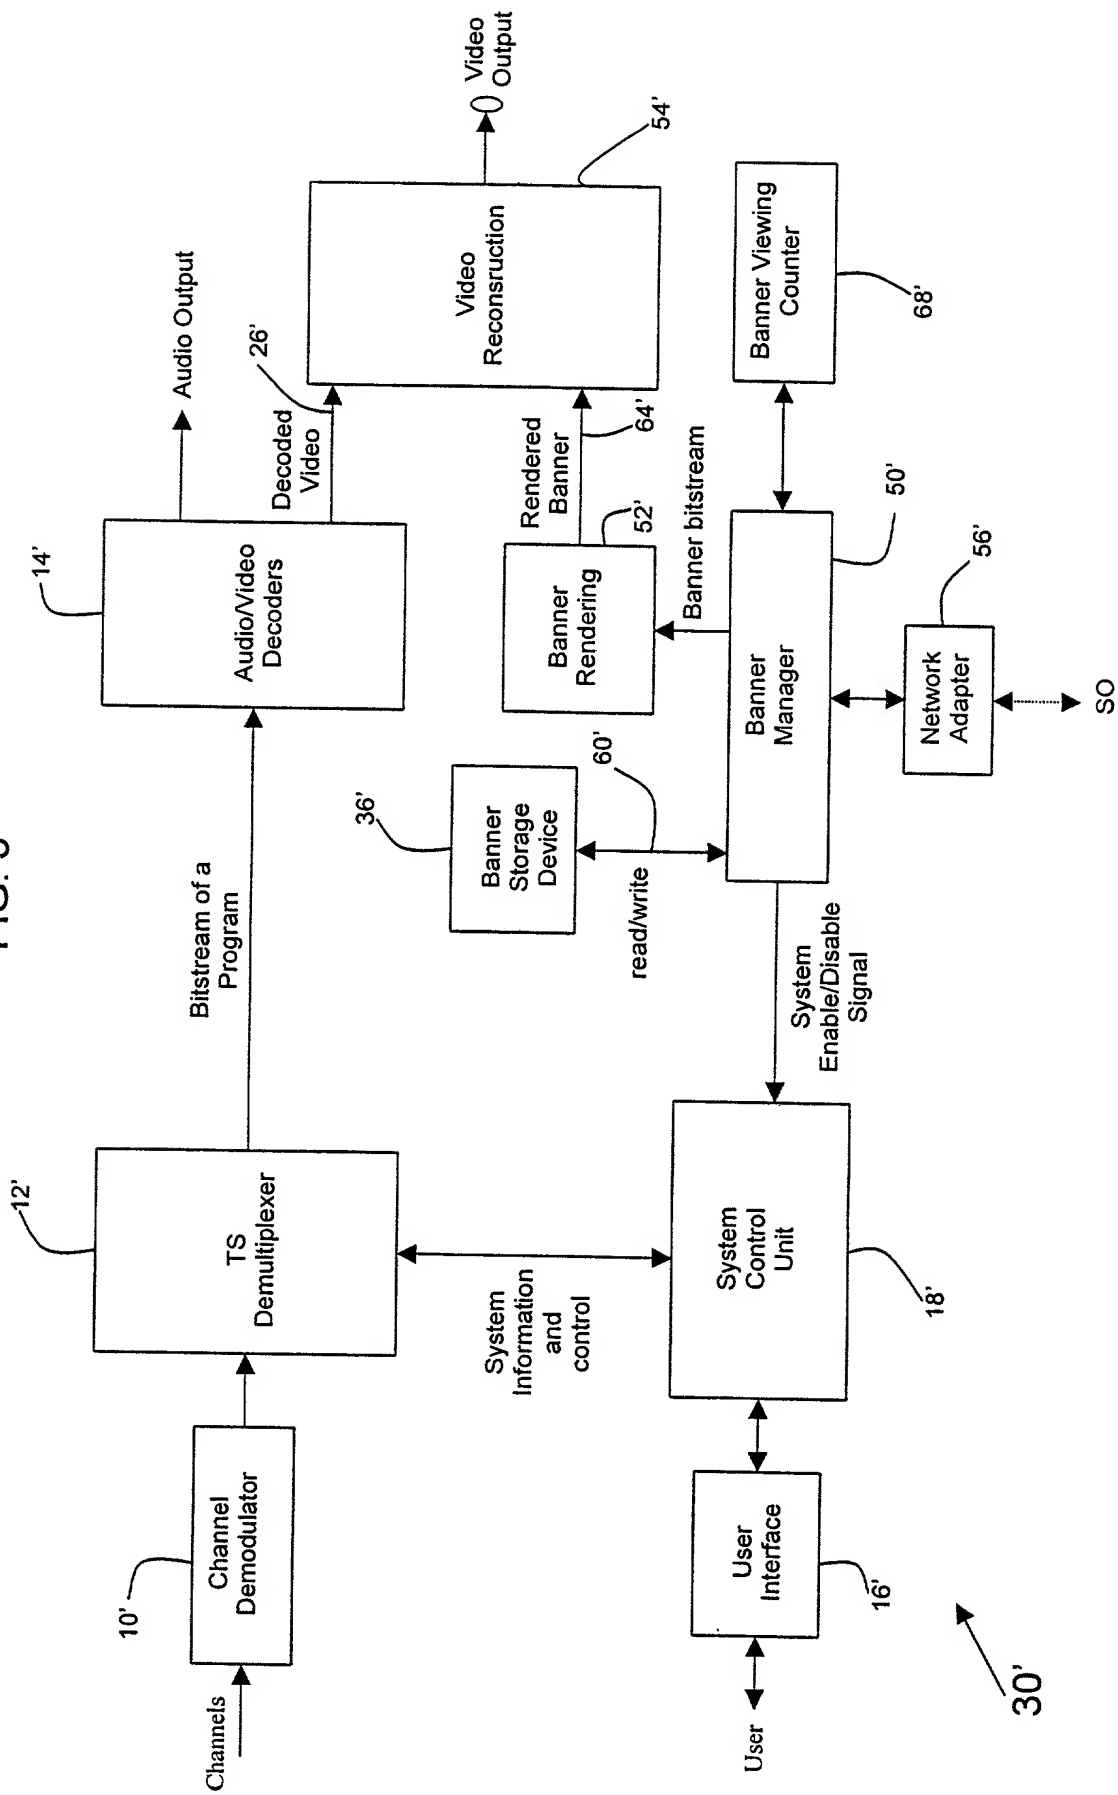 FIG.
Channels
10'
Channel
Demodulator
12'
TS
Demultiplexer
Bitstream of a
Program
14'
Audio/Video
Decoders
Audio Output
Decoded
Video
26'
Video
Reconsruction
Video
Output
54'
Rendered
Banner
64'
Banner
Rendering
52'
Banner bitstream
36'
Banner
Storage
Device
60'
read/write
System
Information
and
control
User
User
Interface
16'
System
Control
Unit
18'
System
Enable/Disable
Signal
Banner
Manager
50'
Banner Viewing
Counter
68'
Network
Adapter
56'
SO
30'